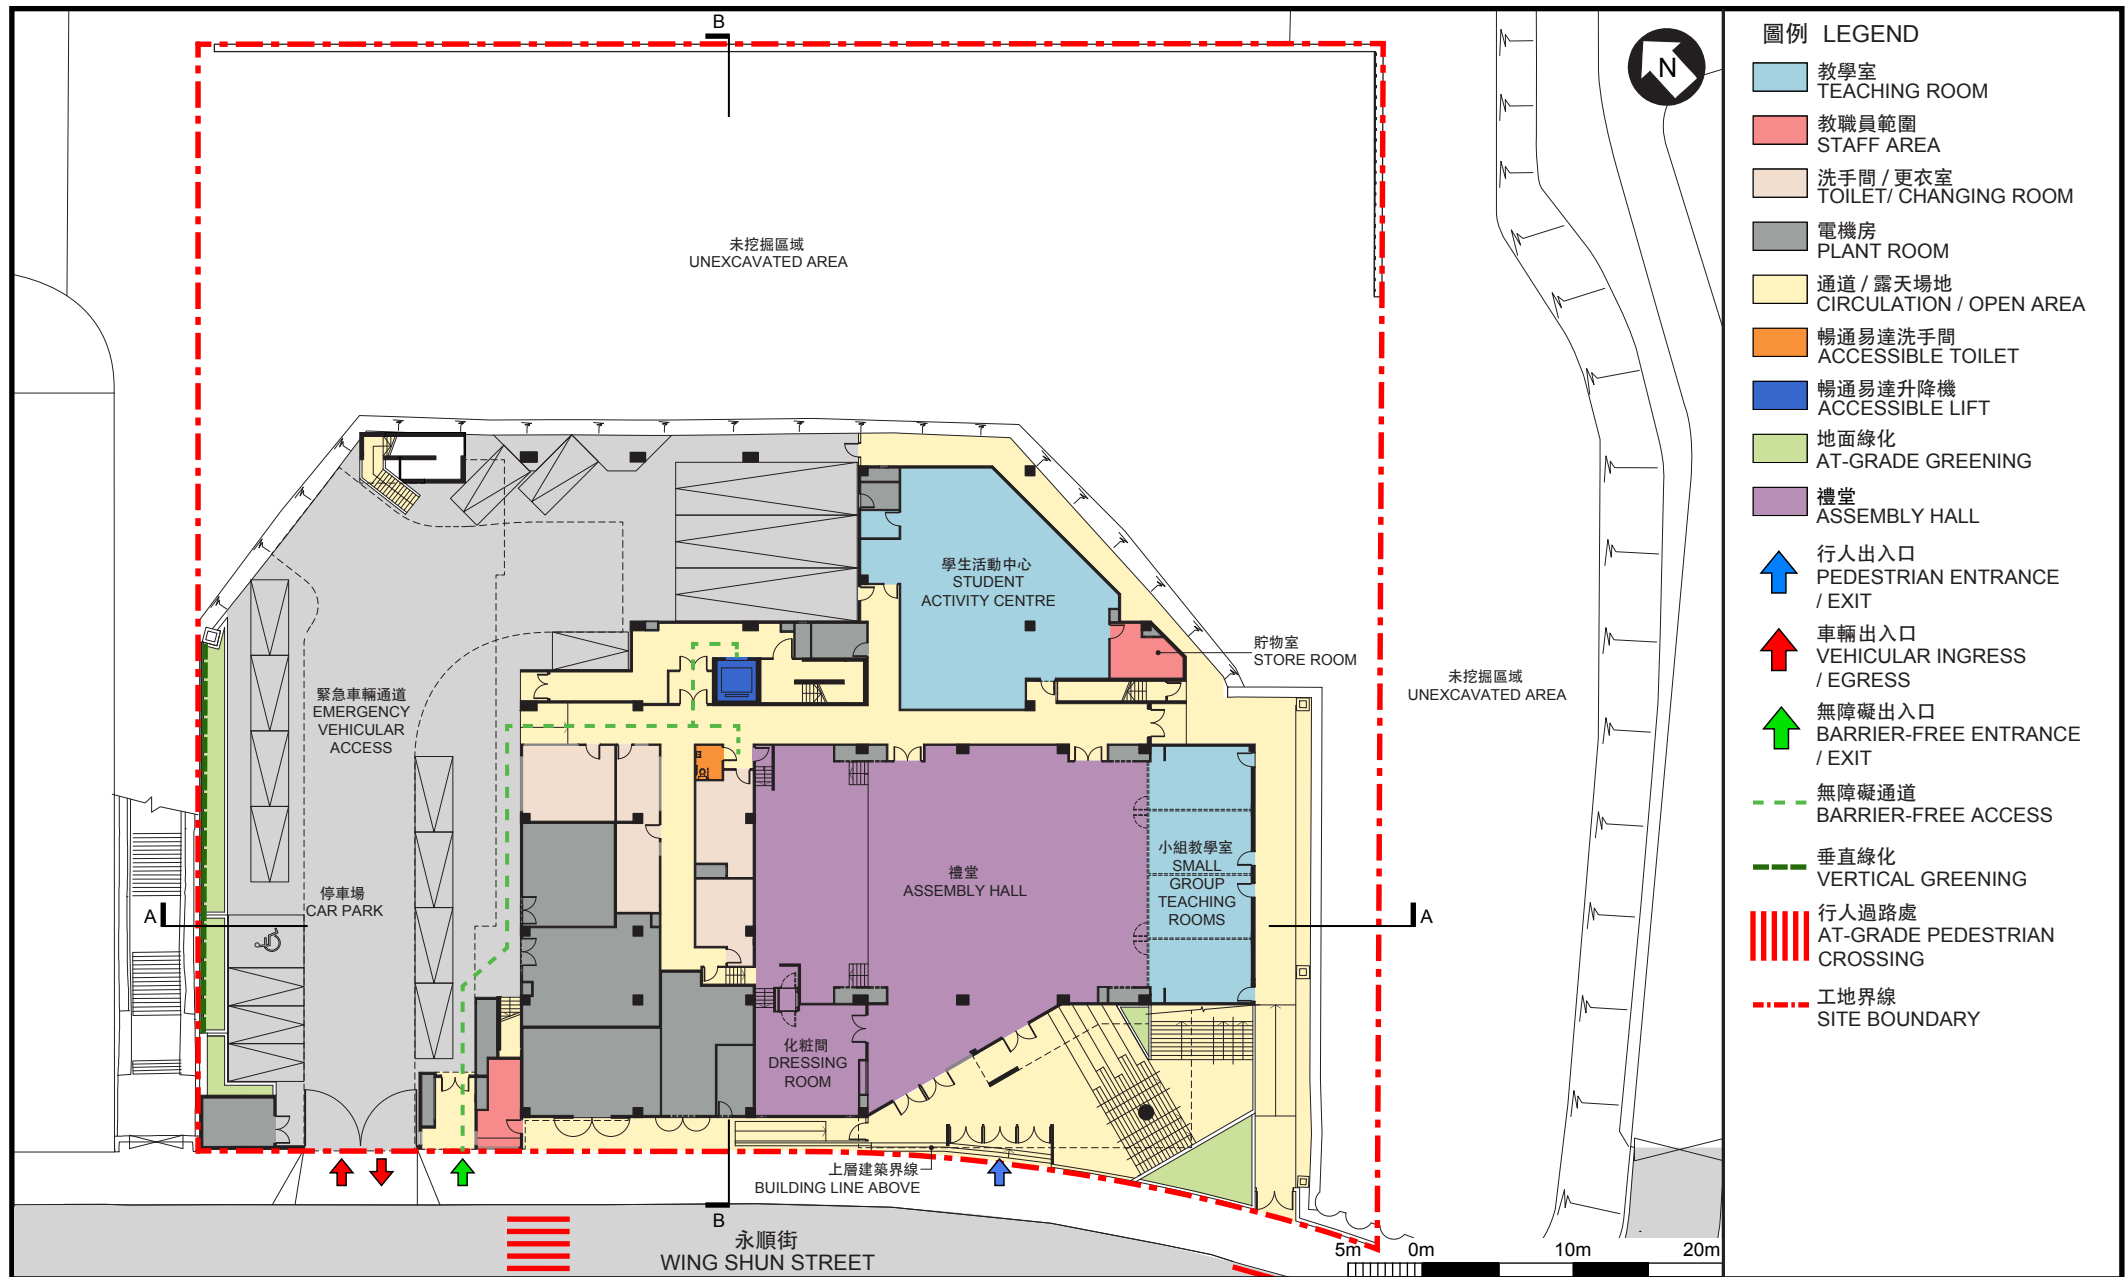 B
未挖掘區域
UNEXCAVATED AREA
學生活動中心
STUDENT
ACTIVITY CENTRE
貯物室
STORE ROOM
未挖掘區域
UNEXCAVATED AREA
緊急車輛通道
EMERGENCY
VEHICULAR
ACCESS
停車場
CAR PARK
A
禮堂
ASSEMBLY HALL
小組教學室
SMALL
GROUP
TEACHING
ROOMS
A
化粧間
DRESSING
ROOM
上層建築界線
BUILDING LINE ABOVE
B
永順街
WING SHUN STREET
5m 0m 10m 20m
N
圖例 LEGEND
教學室
TEACHING ROOM
教職員範圍
STAFF AREA
洗手間 / 更衣室
TOILET/ CHANGING ROOM
電機房
PLANT ROOM
通道 / 露天場地
CIRCULATION / OPEN AREA
暢通易達洗手間
ACCESSIBLE TOILET
暢通易達升降機
ACCESSIBLE LIFT
地面綠化
AT-GRADE GREENING
禮堂
ASSEMBLY HALL
行人出入口
PEDESTRIAN ENTRANCE
/ EXIT
車輛出入口
VEHICULAR INGRESS
/ EGRESS
無障礙出入口
BARRIER-FREE ENTRANCE
/ EXIT
無障礙通道
BARRIER-FREE ACCESS
垂直綠化
VERTICAL GREENING
行人過路處
AT-GRADE PEDESTRIAN
CROSSING
工地界線
SITE BOUNDARY